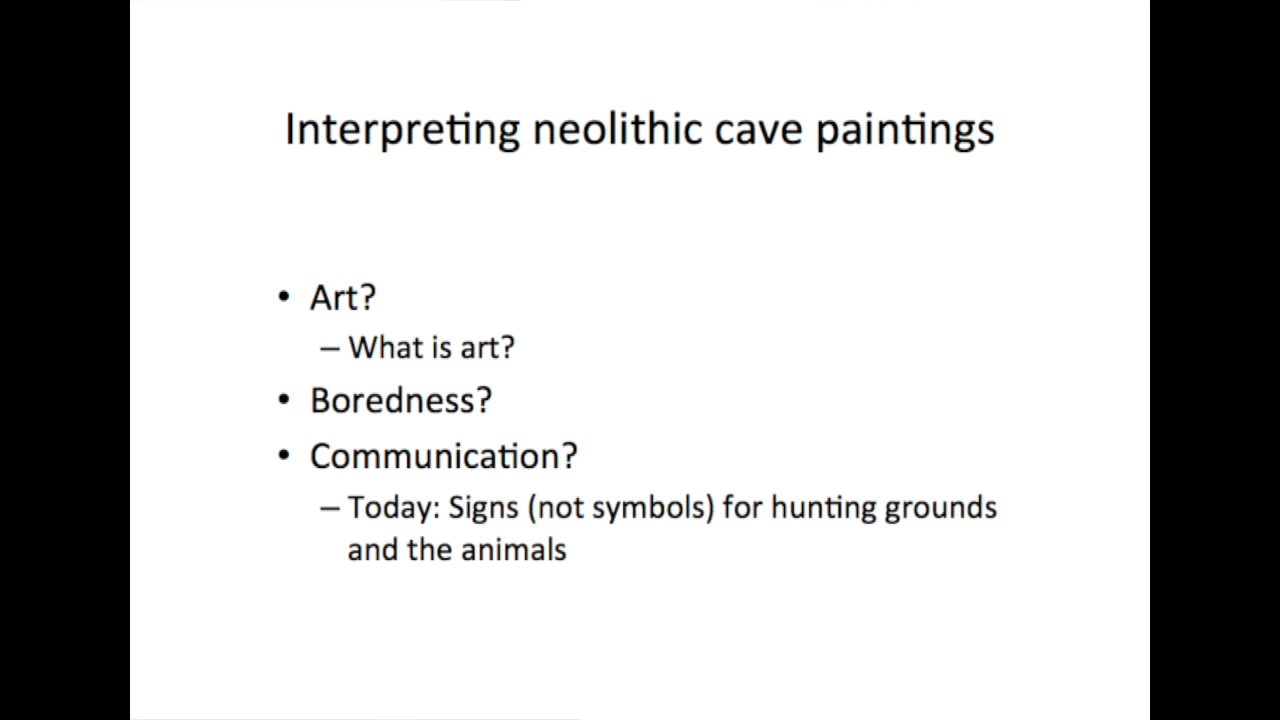 Interpreting neolithic cave paintings
• Art?
– What is art?
• Boredness?
• Communication?
– Today: Signs (not symbols) for hunting grounds
and the animals